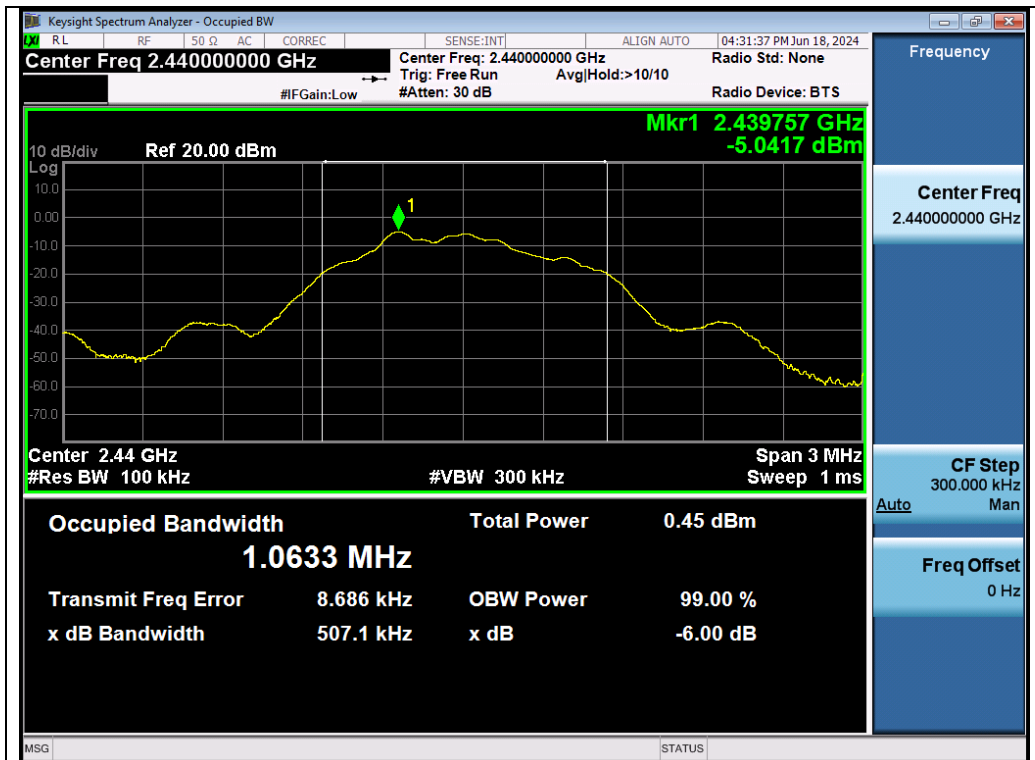 Keysight Spectrum Analyzer - Occupied BW
LXI RL RF 50 Ω AC CORREC SENSE:INT ALIGN AUTO 04:31:37 PM Jun 18, 2024
Center Freq 2.440000000 GHz
Center Freq: 2.440000000 GHz
Radio Std: None
Trig: Free Run Avg|Hold:>10/10
#IFGain:Low
#Atten: 30 dB
Radio Device: BTS
Mkr1 2.439757 GHz
-5.0417 dBm
10 dB/div Ref 20.00 dBm
Log
10.0
0.00
-10.0
-20.0
-30.0
-40.0
-50.0
-60.0
-70.0
1
Center 2.44 GHz Span 3 MHz
#Res BW 100 kHz #VBW 300 kHz Sweep 1 ms
Occupied Bandwidth Total Power 0.45 dBm
1.0633 MHz
Transmit Freq Error 8.686 kHz OBW Power 99.00 %
x dB Bandwidth 507.1 kHz x dB -6.00 dB
Frequency
Center Freq
2.440000000 GHz
CF Step
300.000 kHz
Auto Man
Freq Offset
0 Hz
MSG STATUS